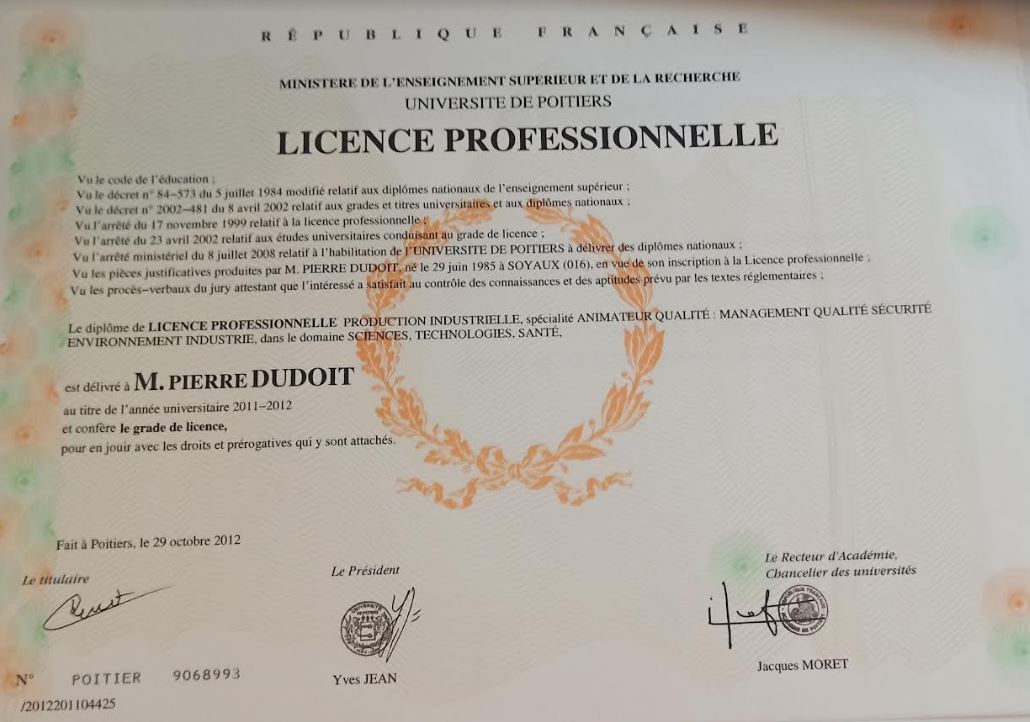 RÉPUBLIQUE FRANÇAISE
MINISTERE DE L'ENSEIGNEMENT SUPERIEUR ET DE LA RECHERCHE
UNIVERSITE DE POITIERS
LICENCE PROFESSIONNELLE
Vu le code de l'éducation ;
Vu le décret n° 84–573 du 5 juillet 1984 modifié relatif aux diplômes nationaux de l'enseignement supérieur ;
Vu le décret n° 2002–481 du 8 avril 2002 relatif aux grades et titres universitaires et aux diplômes nationaux ;
Vu l'arrêté du 17 novembre 1999 relatif à la licence professionnelle ;
Vu l'arrêté du 23 avril 2002 relatif aux études universitaires conduisant au grade de licence ;
Vu l'arrêté ministériel du 8 juillet 2008 relatif à l'habilitation de l'UNIVERSITE DE POITIERS à délivrer des diplômes nationaux ;
Vu les pièces justificatives produites par M. PIERRE DUDOIT, né le 29 juin 1985 à SOYAUX (016), en vue de son inscription à la Licence professionnelle ;
Vu les procès–verbaux du jury attestant que l'intéressé a satisfait au contrôle des connaissances et des aptitudes prévu par les textes réglementaires ;
Le diplôme de LICENCE PROFESSIONNELLE PRODUCTION INDUSTRIELLE, spécialité ANIMATEUR QUALITÉ : MANAGEMENT QUALITÉ SÉCURITÉ
ENVIRONNEMENT INDUSTRIE, dans le domaine SCIENCES, TECHNOLOGIES, SANTÉ,
est délivré à M. PIERRE DUDOIT
au titre de l'année universitaire 2011–2012
et confère le grade de licence,
pour en jouir avec les droits et prérogatives qui y sont attachés.
Fait à Poitiers, le 29 octobre 2012
Le titulaire
Le Président
Le Recteur d'Académie,
Chancelier des universités
Yves JEAN
Jacques MORET
N° POITIER 9068993
/2012201104425